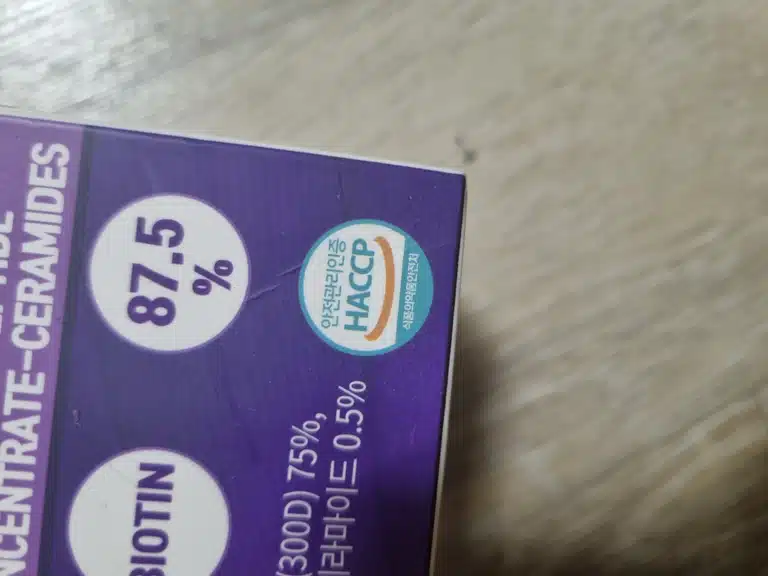 NCENTRATE-CERAMIDES
87.5
%
안전관리인증
HACCP
식품의약품안전처
BIOTIN
(300D) 75%,
라마이드 0.5%